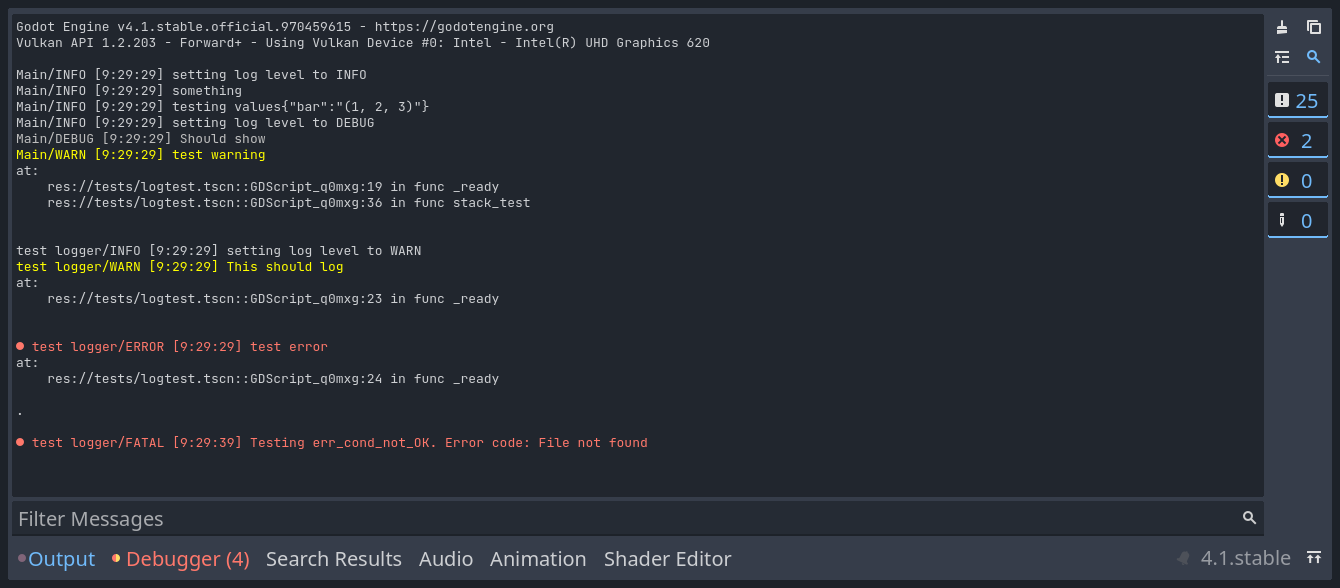 Godot Engine v4.1.stable.official.970459615 - https://godotengine.org
Vulkan API 1.2.203 - Forward+ - Using Vulkan Device #0: Intel - Intel(R) UHD Graphics 620
Main/INFO [9:29:29] setting log level to INFO
Main/INFO [9:29:29] something
Main/INFO [9:29:29] testing values{"bar":"(1, 2, 3)"}
Main/INFO [9:29:29] setting log level to DEBUG
Main/DEBUG [9:29:29] Should show
Main/WARN [9:29:29] test warning
at:
    res://tests/logtest.tscn::GDScript_q0mxg:19 in func _ready
    res://tests/logtest.tscn::GDScript_q0mxg:36 in func stack_test
test logger/INFO [9:29:29] setting log level to WARN
test logger/WARN [9:29:29] This should log
at:
    res://tests/logtest.tscn::GDScript_q0mxg:23 in func _ready
test logger/ERROR [9:29:29] test error
at:
    res://tests/logtest.tscn::GDScript_q0mxg:24 in func _ready
.
test logger/FATAL [9:29:39] Testing err_cond_not_OK. Error code: File not found
25
2
0
0
Filter Messages
Output Debugger (4) Search Results Audio Animation Shader Editor 4.1.stable